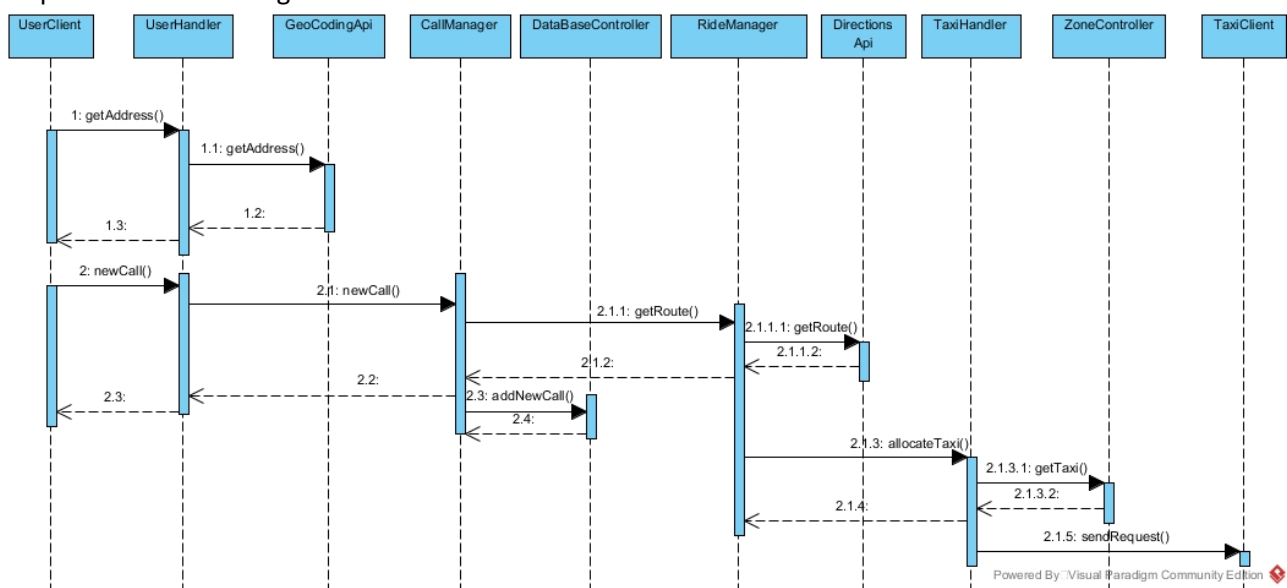 UserClient
UserHandler
GeoCodingApi
CallManager
DataBaseController
RideManager
Directions
Api
TaxiHandler
ZoneController
TaxiClient
1: getAddress()
1.1: getAddress()
1.2:
1.3:
2: newCall()
2.1: newCall()
2.1.1: getRoute()
2.1.1.1: getRoute()
2.1.1.2:
2.1.2:
2.2:
2.3: addNewCall()
2.3:
2.4:
2.1.3: allocateTaxi()
2.1.3.1: getTaxi()
2.1.3.2:
2.1.4:
2.1.5: sendRequest()
Powered By Visual Paradigm Community Edition